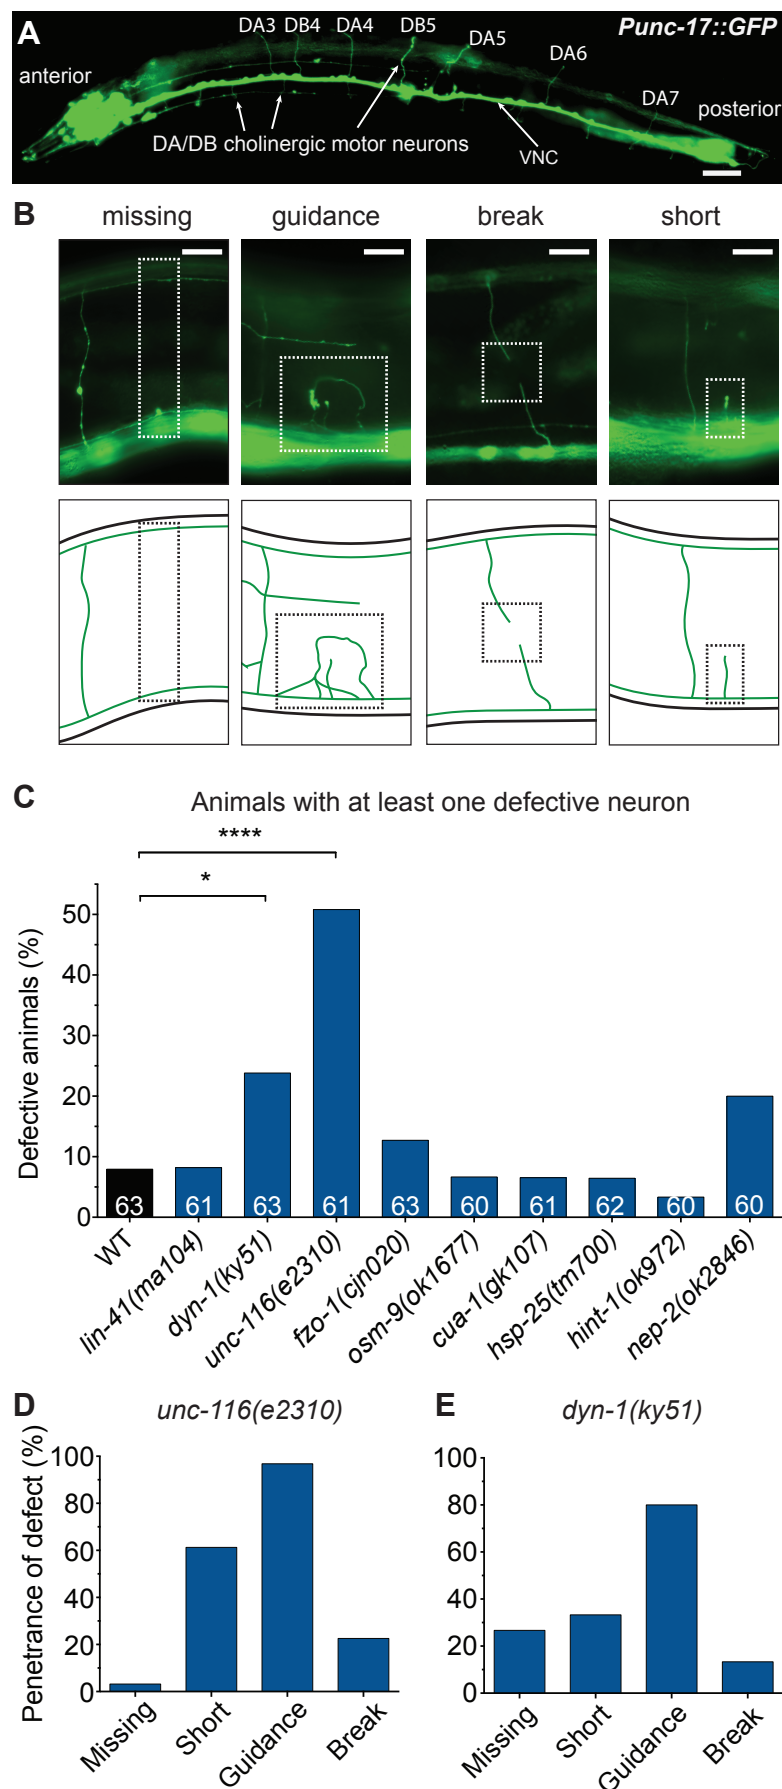 A
Punc-17::GFP
DA3 DB4 DA4 DB5 DA5 DA6 DA7
anterior
posterior
DA/DB cholinergic motor neurons
VNC
B
missing guidance break short
C
Animals with at least one defective neuron
****
*
Defective animals (%)
50
40
30
20
10
0
63 61 63 61 63 60 61 62 60 60
WT
lin-41(ma104)
dyn-1(ky51)
unc-116(e2310)
fzo-1(cjn020)
osm-9(ok1677)
cua-1(gk107)
hsp-25(tm700)
hint-1(ok972)
nep-2(ok2846)
D
unc-116(e2310)
Penetrance of defect (%)
100
80
60
40
20
0
Missing
Short
Guidance
Break
E
dyn-1(ky51)
100
80
60
40
20
0
Missing
Short
Guidance
Break